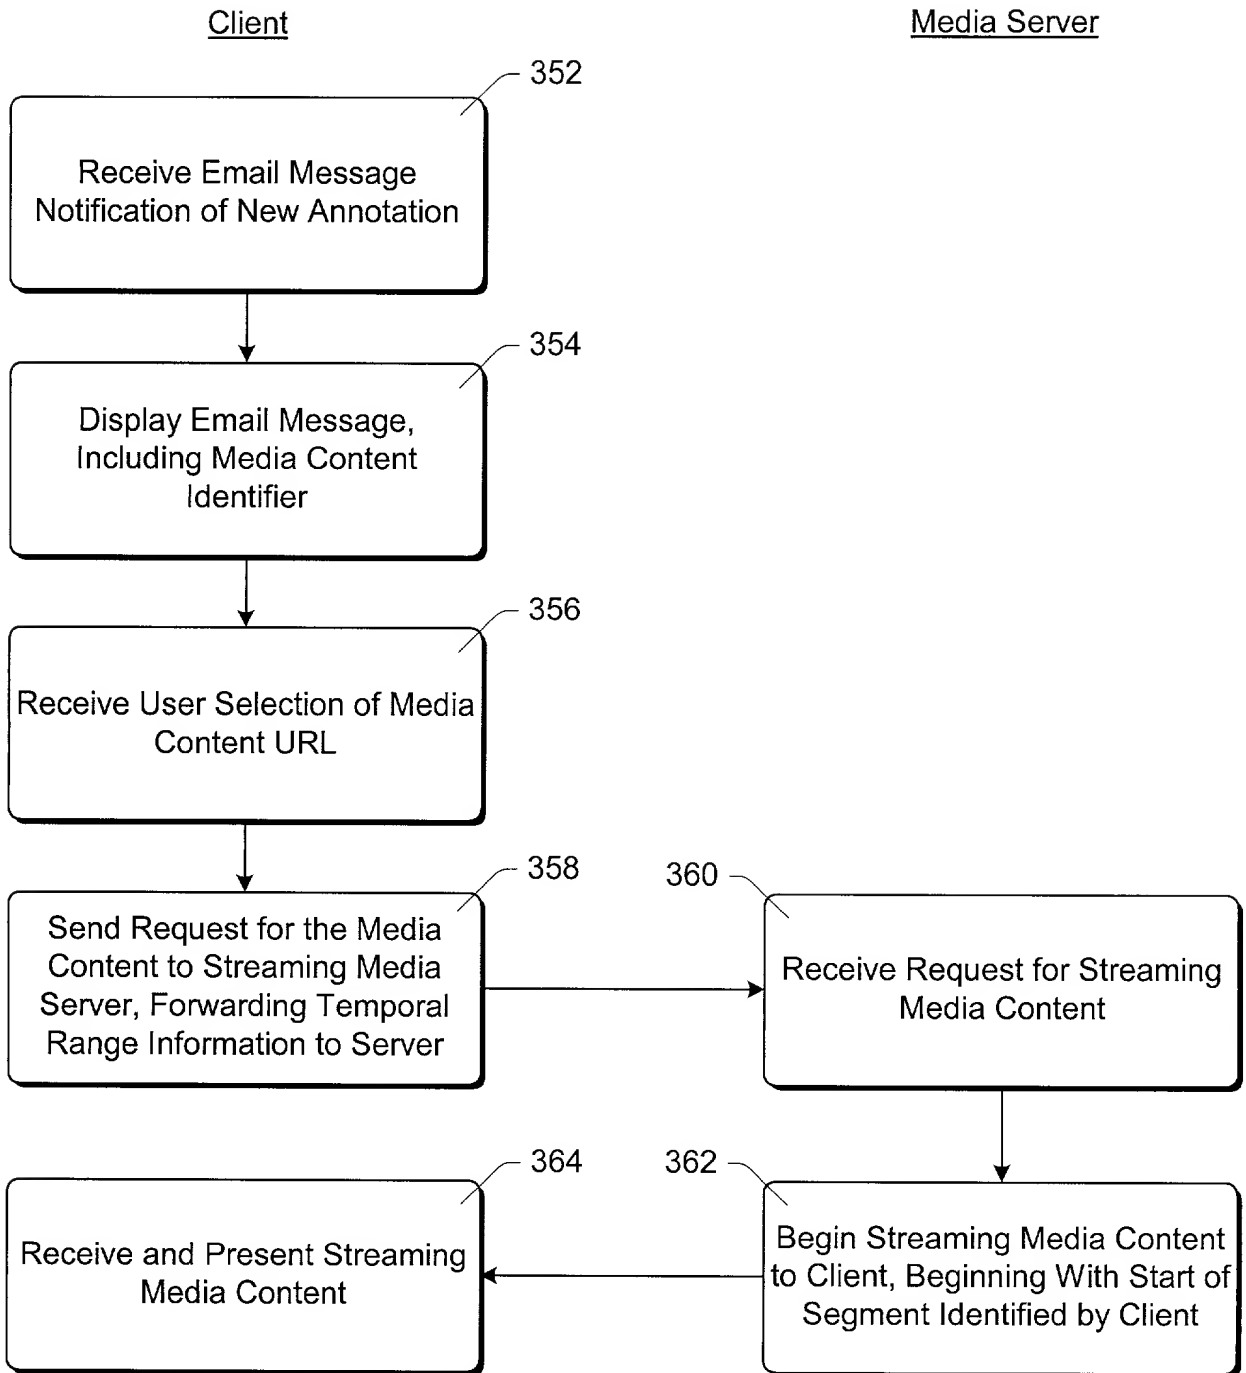 Client
Media Server
352
Receive Email Message
Notification of New Annotation
354
Display Email Message,
Including Media Content
Identifier
356
Receive User Selection of Media
Content URL
358
Send Request for the Media
Content to Streaming Media
Server, Forwarding Temporal
Range Information to Server
360
Receive Request for Streaming
Media Content
364
Receive and Present Streaming
Media Content
362
Begin Streaming Media Content
to Client, Beginning With Start of
Segment Identified by Client